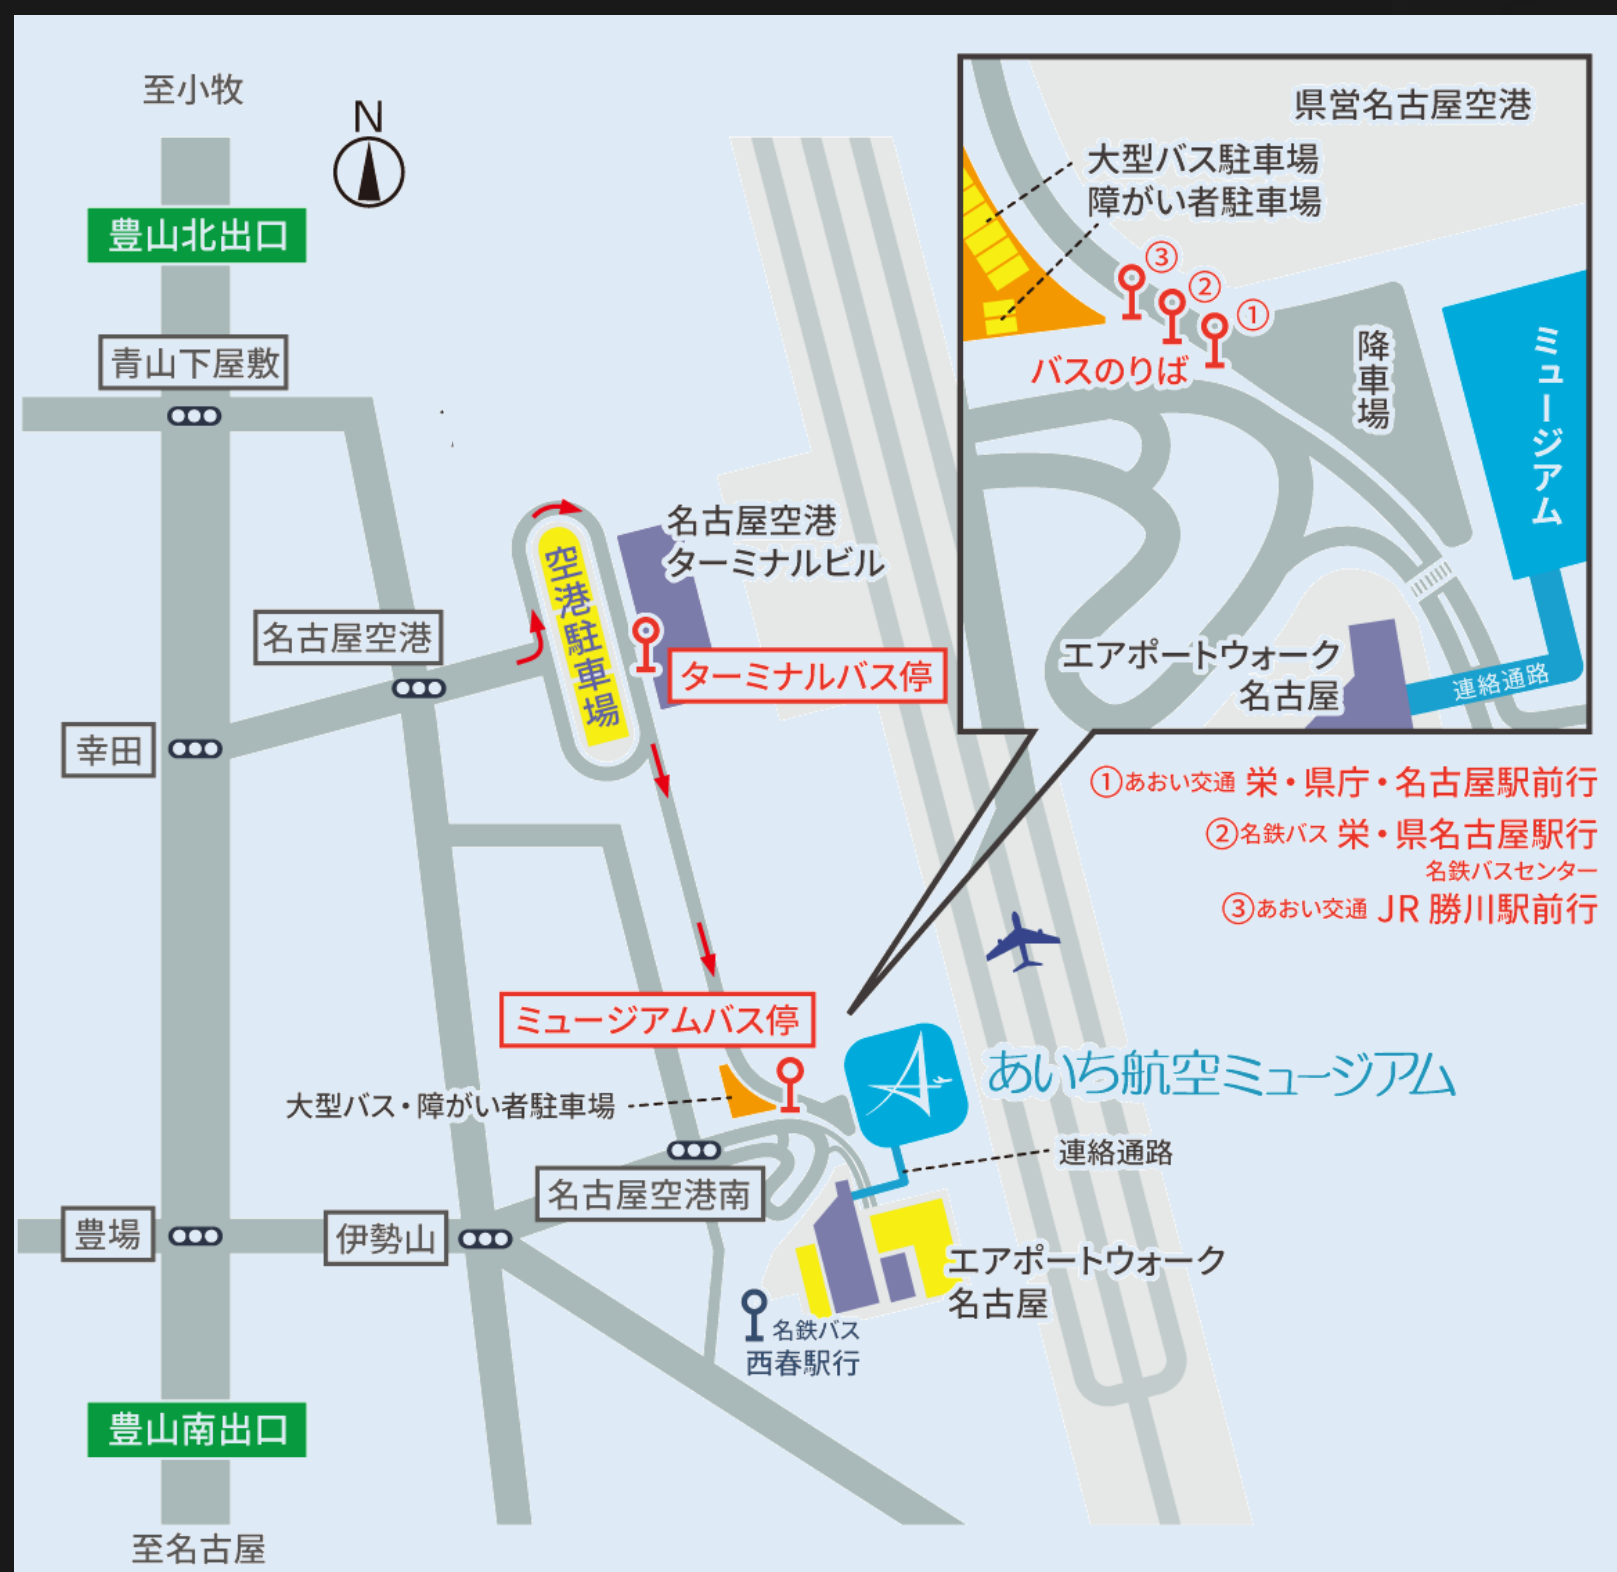 至小牧
N
豊山北出口
青山下屋敷
名古屋空港
幸田
空港駐車場
名古屋空港
ターミナルビル
ターミナルバス停
県営名古屋空港
大型バス駐車場
障がい者駐車場
③
②
①
バスのりば
降車場
ミュージアム
エアポートウォーク
名古屋
連絡通路
①あおい交通 栄・県庁・名古屋駅前行
②名鉄バス 栄・県名古屋駅行
名鉄バスセンター
③あおい交通 JR 勝川駅前行
ミュージアムバス停
あいち航空ミュージアム
大型バス・障がい者駐車場
連絡通路
名古屋空港南
豊場
伊勢山
エアポートウォーク
名古屋
名鉄バス
西春駅行
豊山南出口
至名古屋